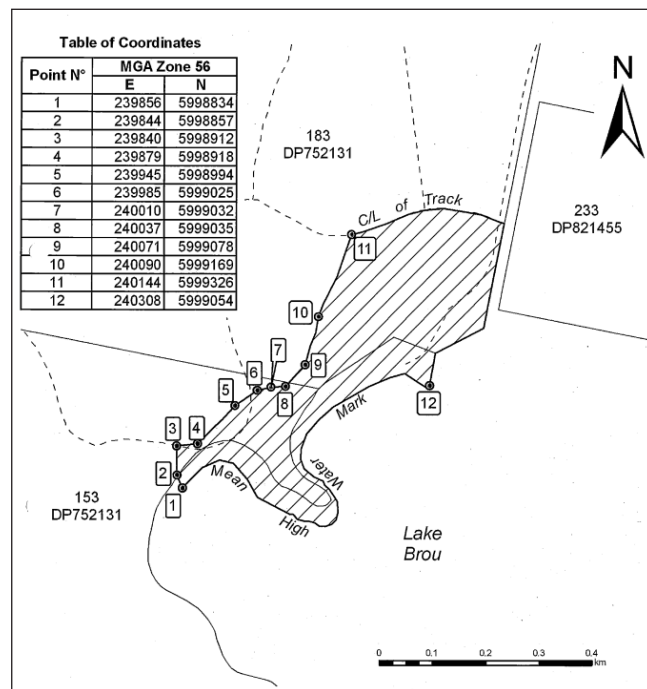 Table of Coordinates
Point N° MGA Zone 56
E N
1 239856 5998834
2 239844 5998857
3 239840 5998912
4 239879 5998918
5 239945 5998994
6 239985 5999025
7 240010 5999032
8 240037 5999035
9 240071 5999078
10 240090 5999169
11 240144 5999326
12 240308 5999054
N
183
DP752131
233
DP821455
C/L of Track
11
10
9
7
6
8
5
12
3
4
Mark
2
1
Mean
Water
High
153
DP752131
Lake
Brou
0 0.1 0.2 0.3 0.4
km